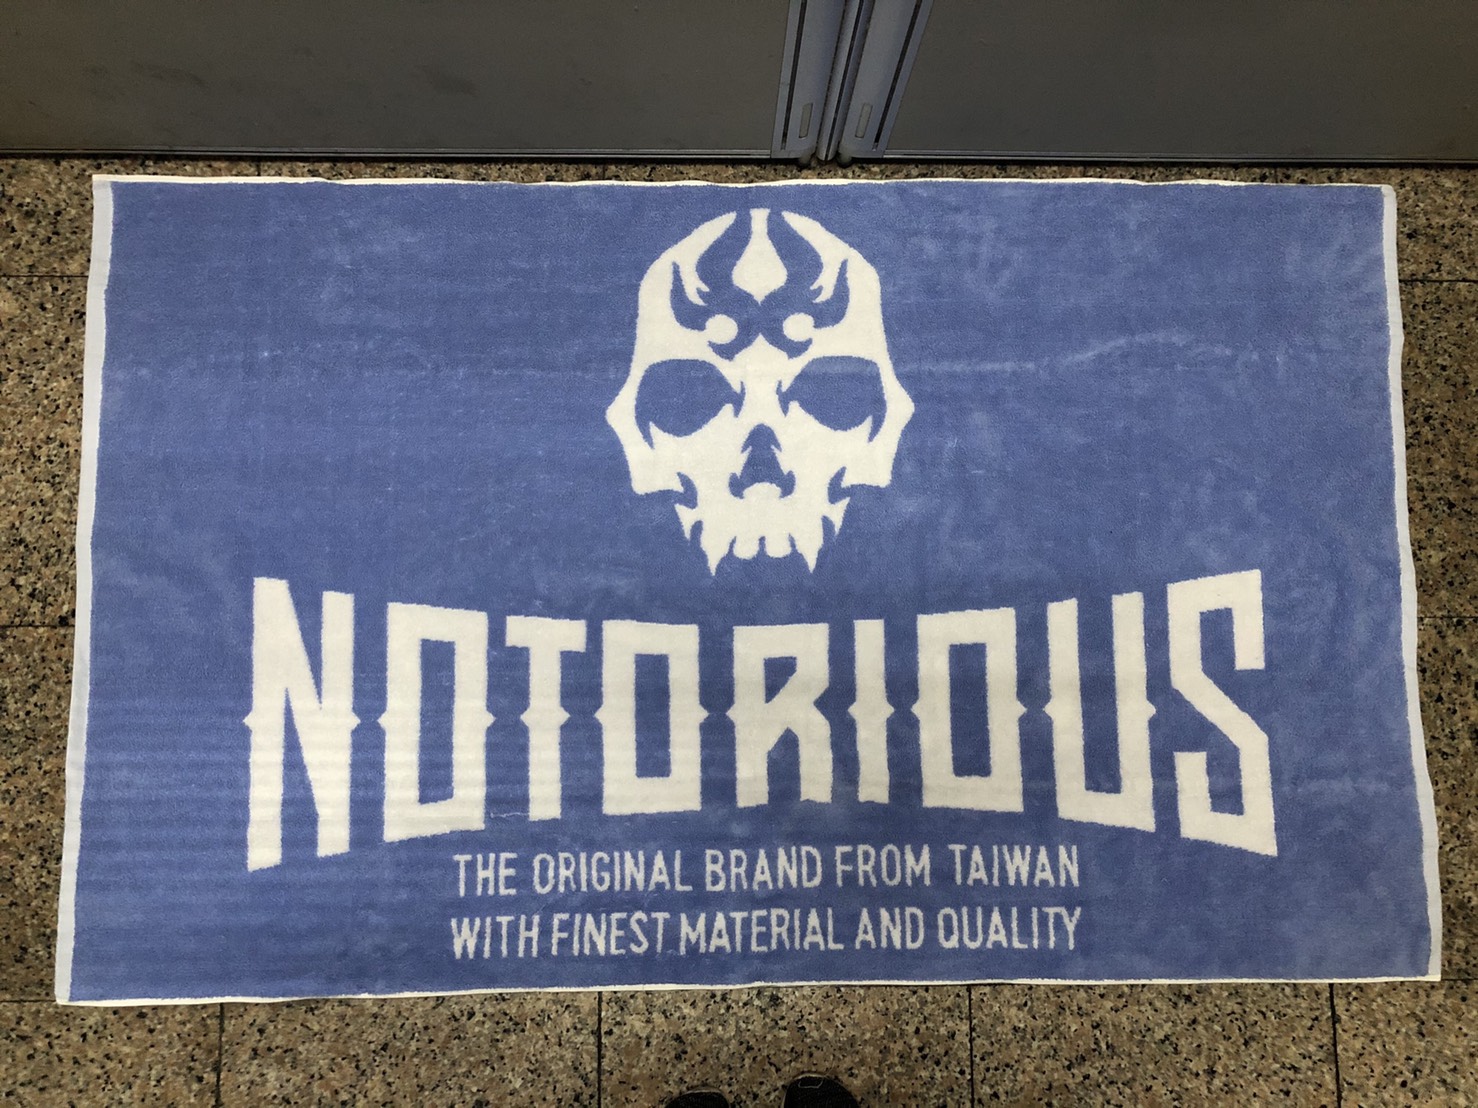 NOTORIOUS
THE ORIGINAL BRAND FROM TAIWAN
WITH FINEST MATERIAL AND QUALITY